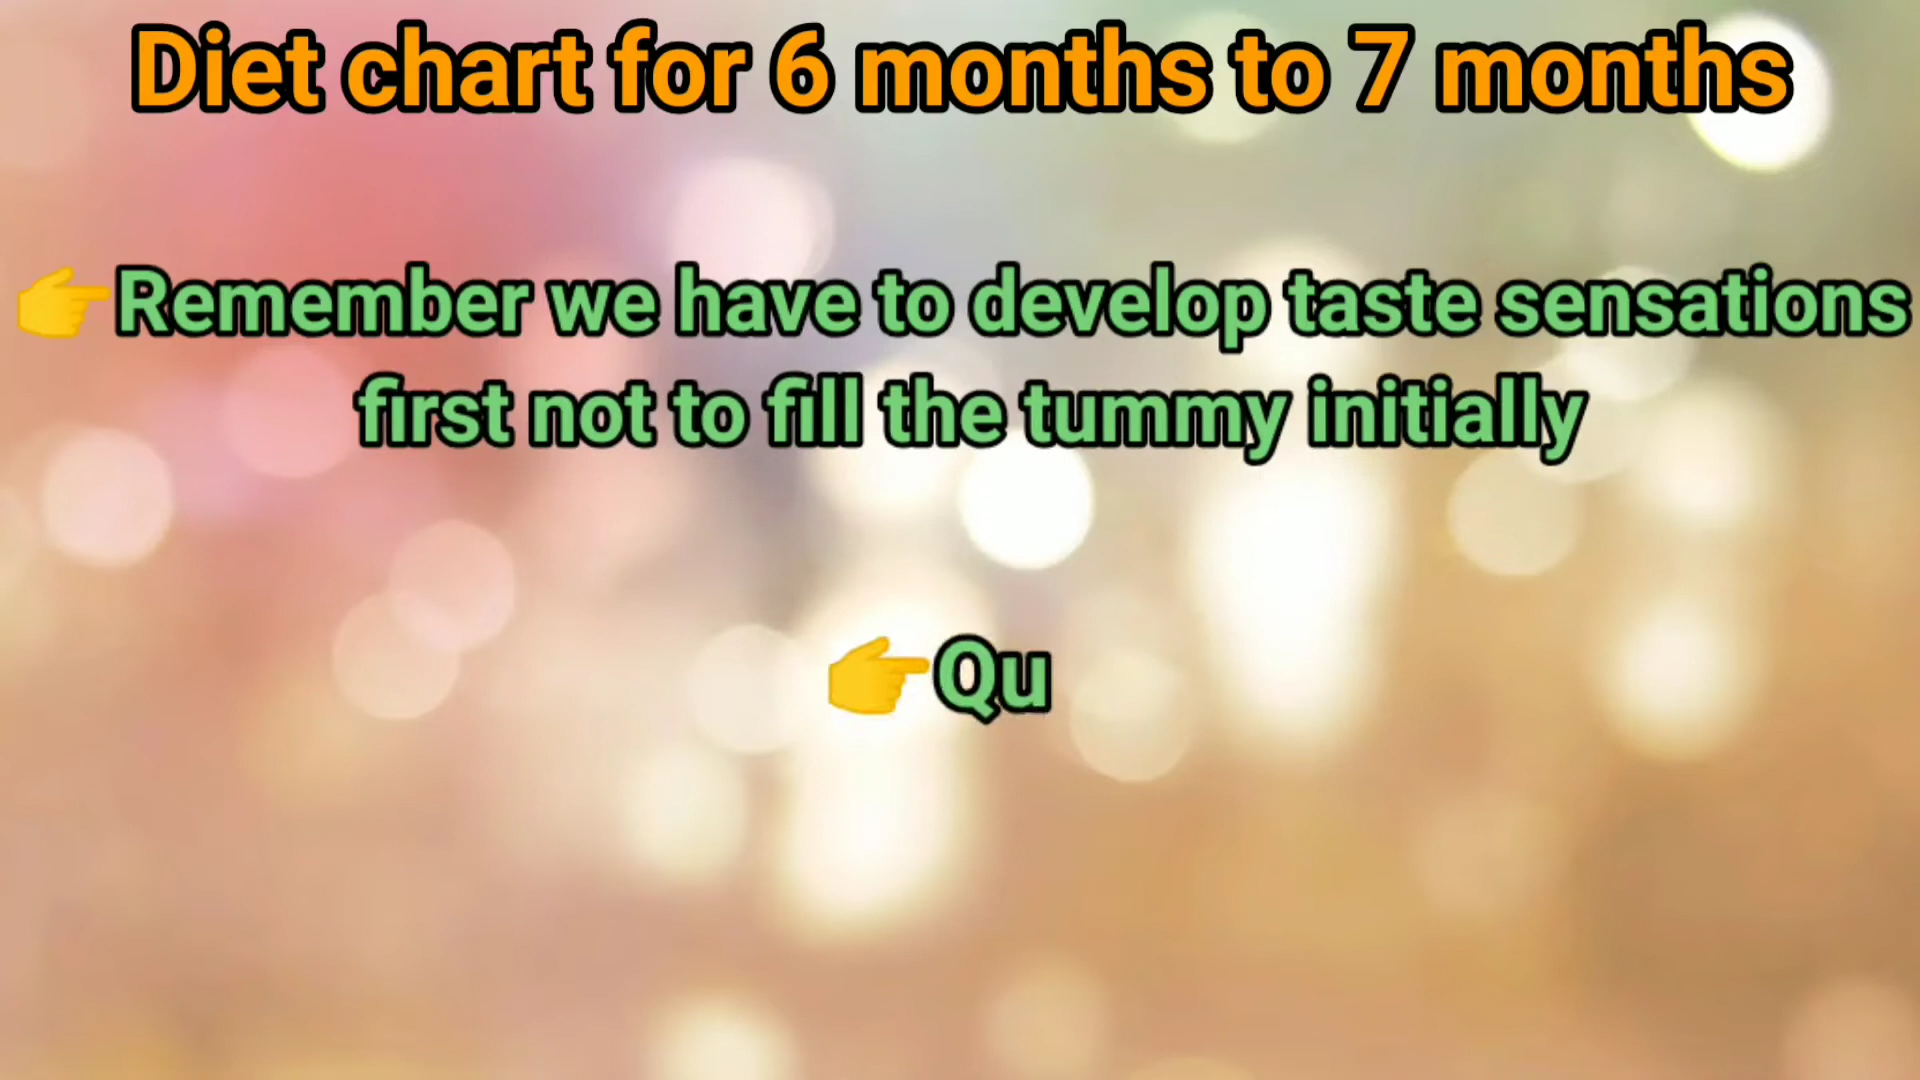 Diet chart for 6 months to 7 months
👉Remember we have to develop taste sensations
first not to fill the tummy initially
👉Qu